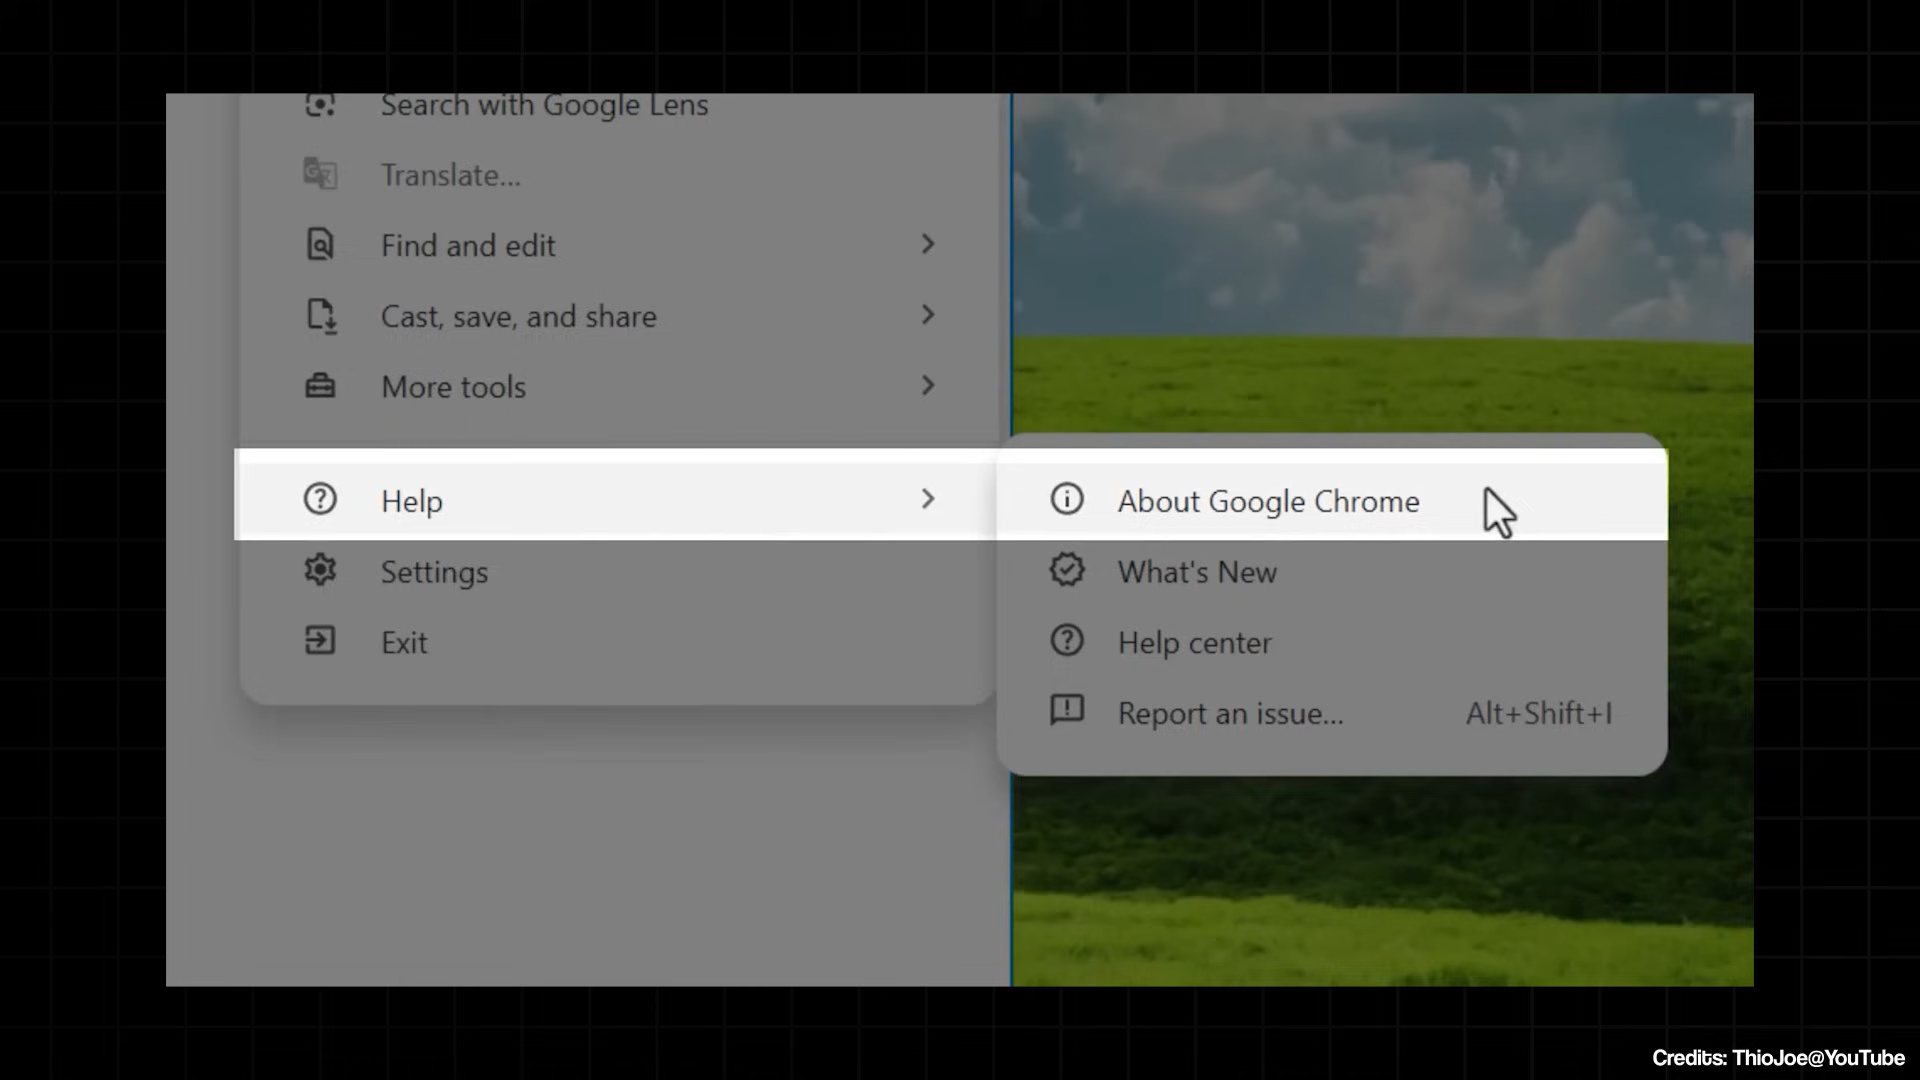 Search with Google Lens
Translate...
Find and edit
Cast, save, and share
More tools
Help
About Google Chrome
Settings
What's New
Exit
Help center
Report an issue... Alt+Shift+I
Credits: ThioJoe@YouTube